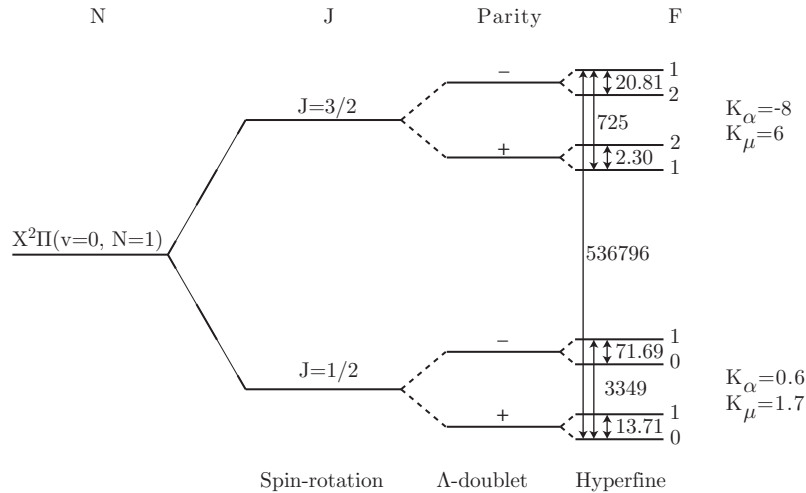 N J Parity F
1
− 20.81
J=3/2 2
K_α=-8
725
K_μ=6
2
+ 2.30
1
X²Π(v=0, N=1)
536796
1
− 71.69
J=1/2 0
K_α=0.6
3349
K_μ=1.7
1
+ 13.71
0
Spin-rotation Λ-doublet Hyperfine